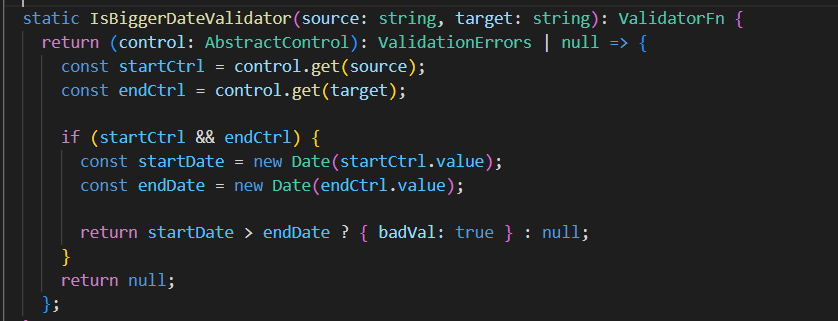 static IsBiggerDateValidator(source: string, target: string): ValidatorFn {
return (control: AbstractControl): ValidationErrors | null => {
const startCtrl = control.get(source);
const endCtrl = control.get(target);
if (startCtrl && endCtrl) {
const startDate = new Date(startCtrl.value);
const endDate = new Date(endCtrl.value);
return startDate > endDate ? { badVal: true } : null;
}
return null;
};